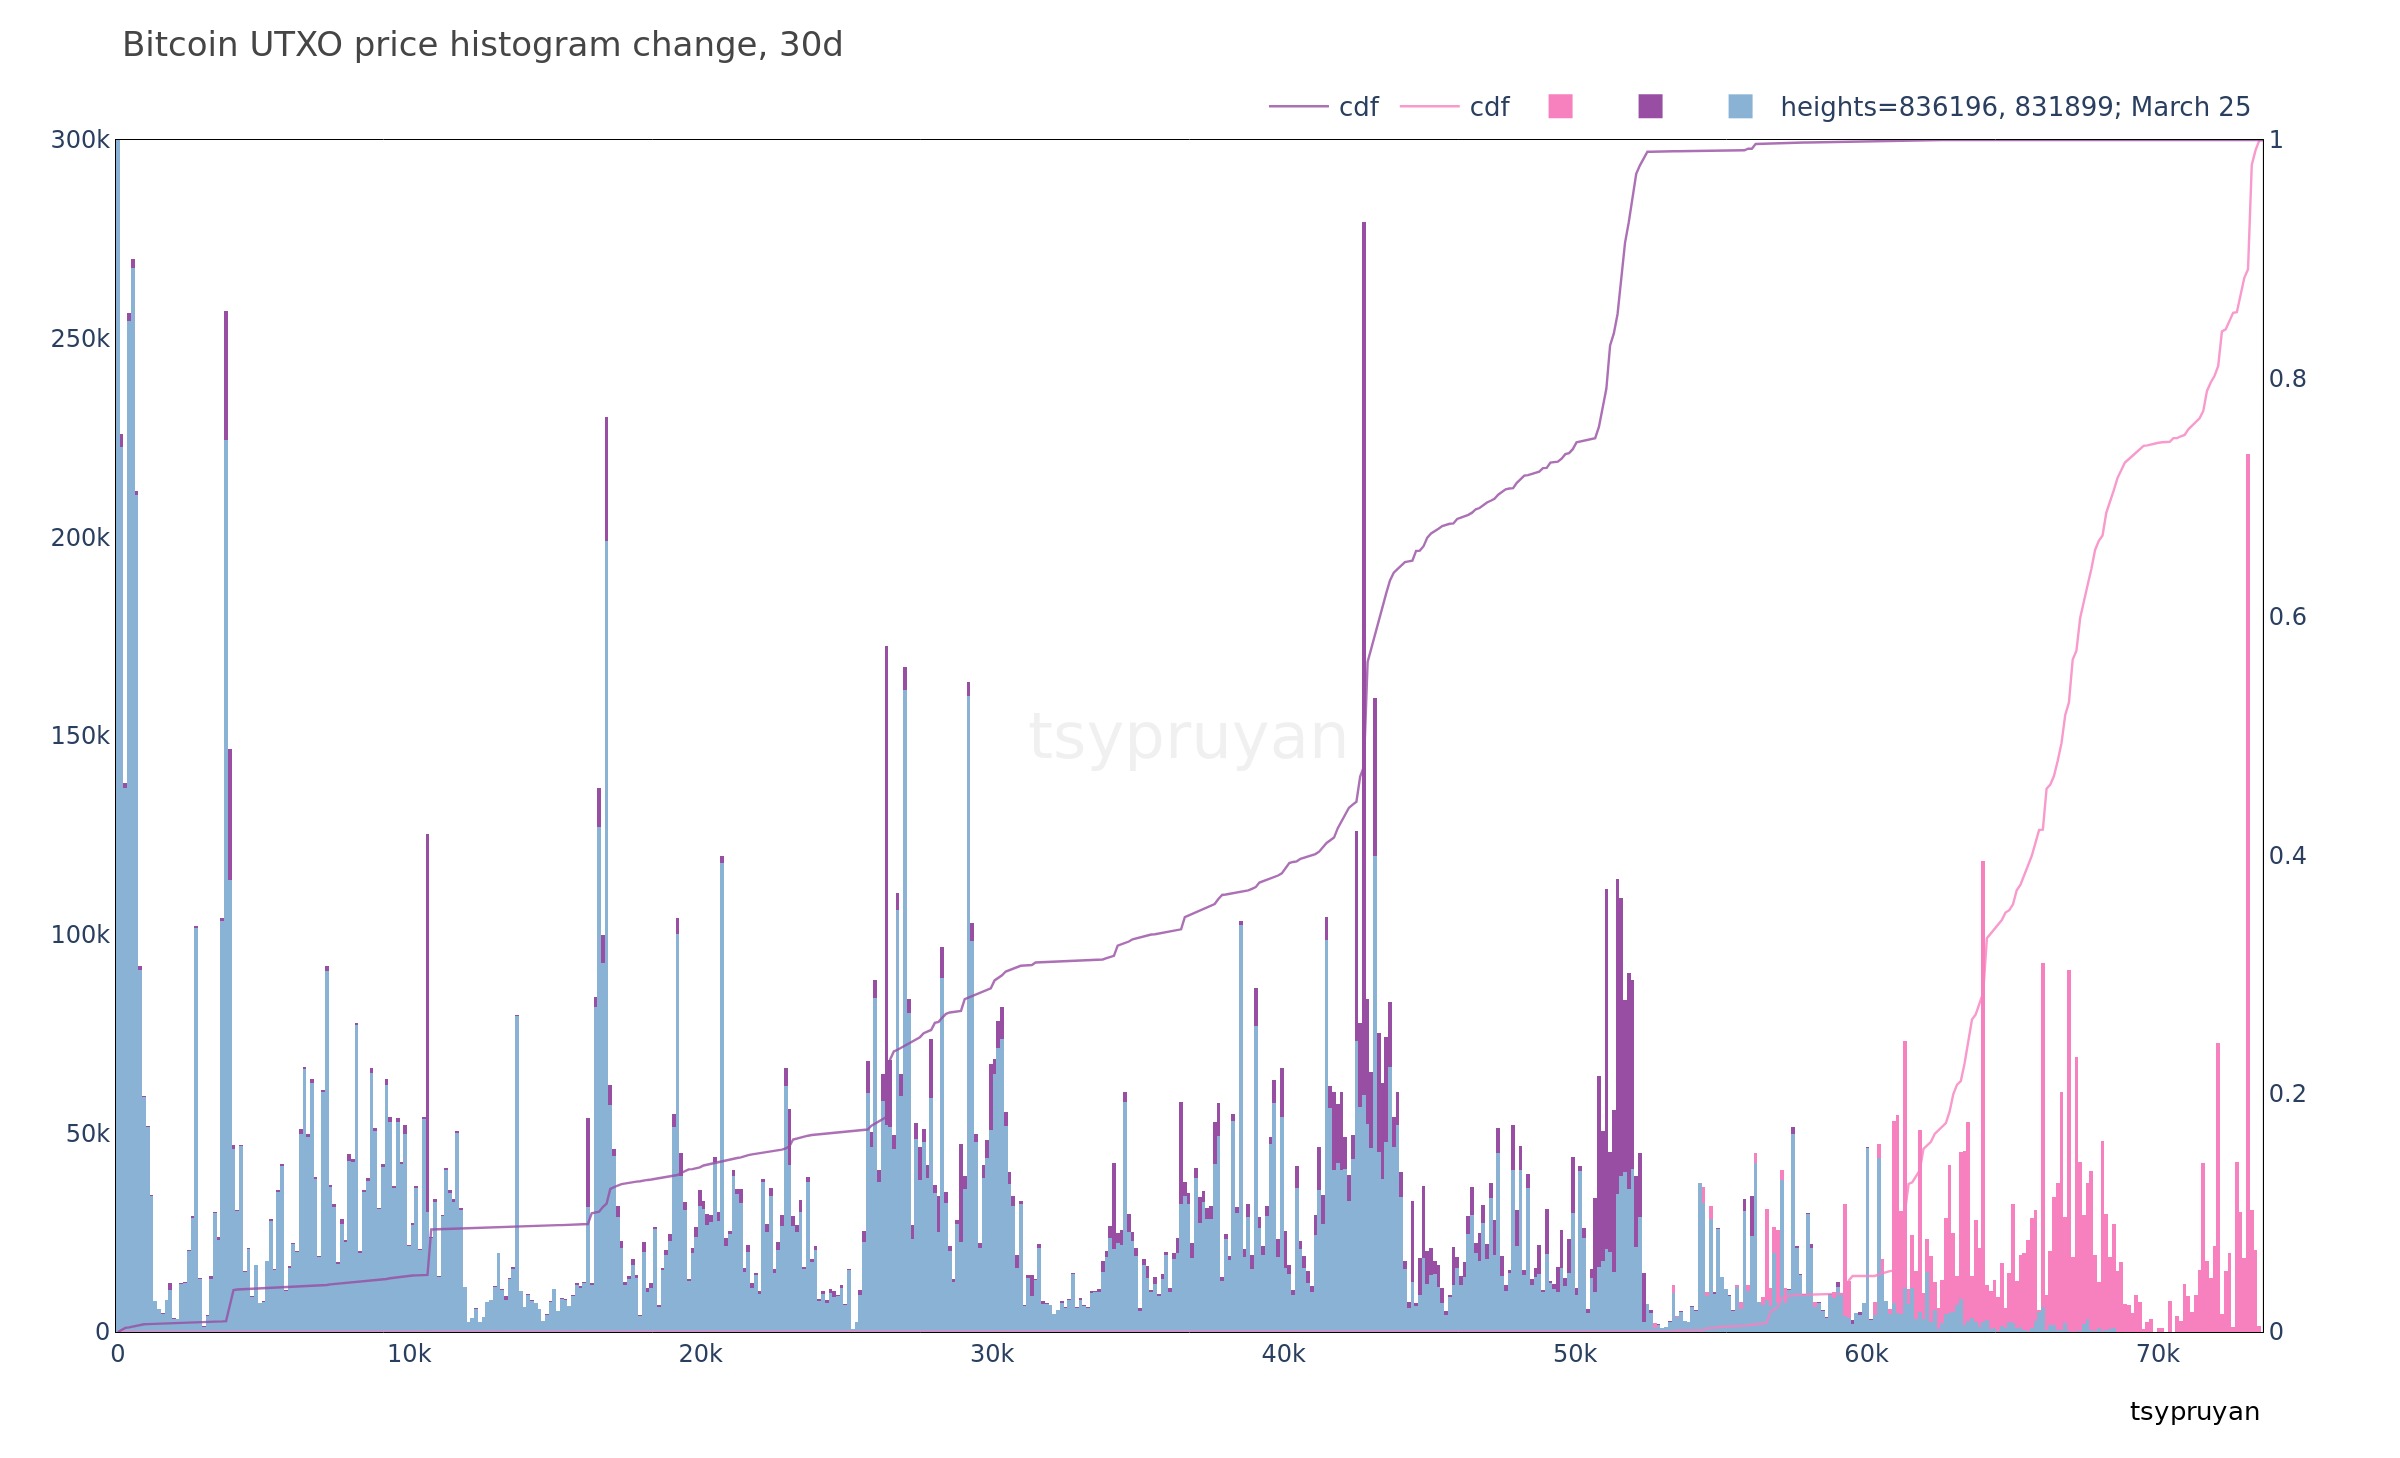 Bitcoin UTXO price histogram change, 30d
cdf cdf heights=836196, 831899; March 25
300k 1
250k
0.8
200k
0.6
150k
tsypruyan
100k
0.4
50k
0.2
0 0
0 10k 20k 30k 40k 50k 60k 70k
tsypruyan